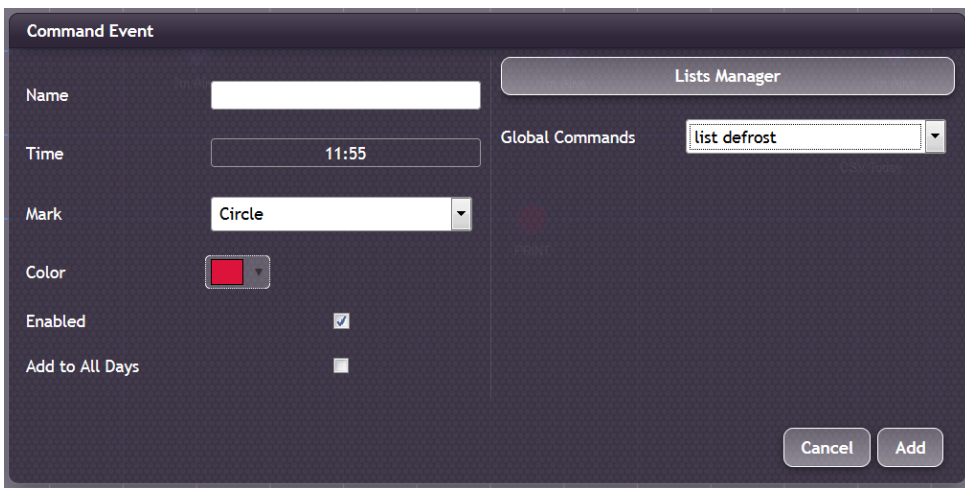 Command Event
Name
Time
11:55
Mark
Circle
Color
Enabled
Add to All Days
Lists Manager
Global Commands
list defrost
PRINT
Cancel
Add